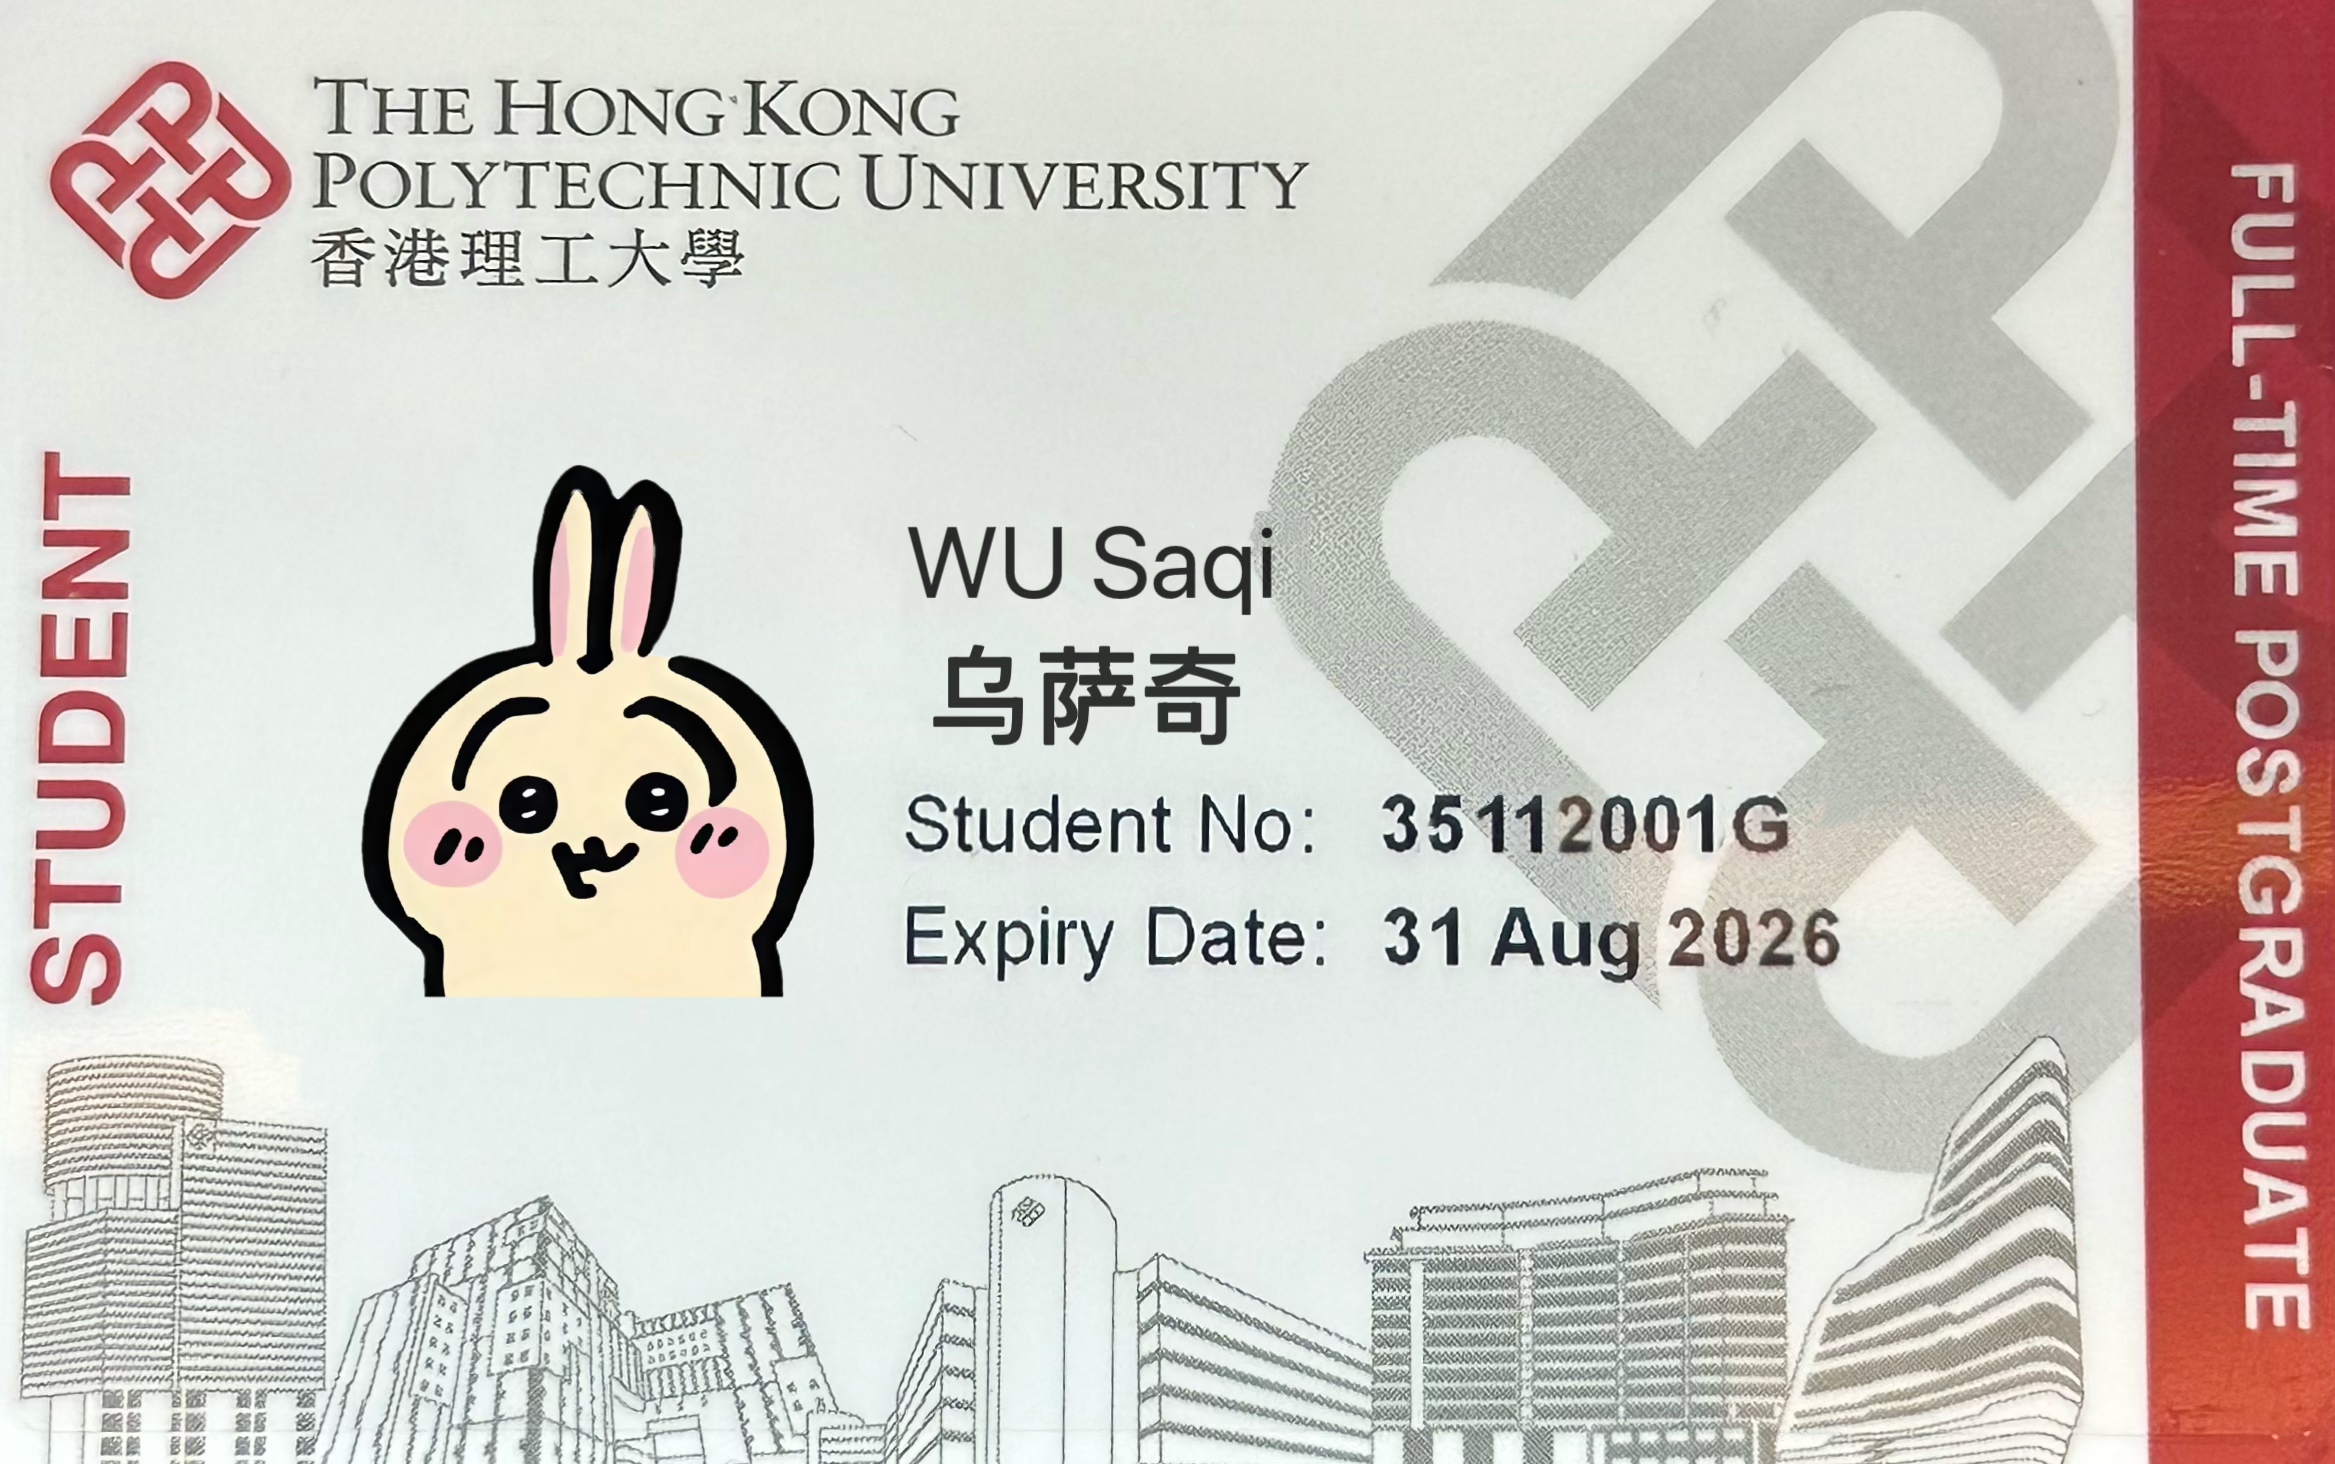 THE HONG KONG
POLYTECHNIC UNIVERSITY
香港理工大學
STUDENT
WU Saqi
乌萨奇
Student No: 35112001G
Expiry Date: 31 Aug 2026
FULL-TIME POSTGRADUATE